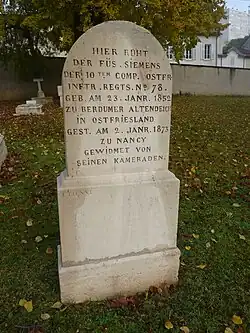 HIER RUHT
DER FÜS. SIEMENS
DER 10TEN COMP. OSTFR.
INFTR. REGTS. No. 78.
GEB. AM 23. JANR. 1852
ZU BERDUMER ALTENDEICH
IN OSTFRIESLAND
GEST. AM 2. JANR. 1873
ZU NANCY
GEWIDMET VON
SEINEN KAMERADEN.